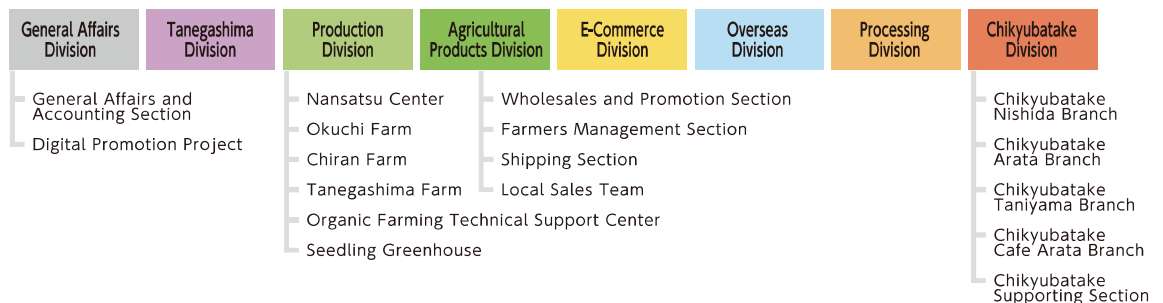 General Affairs
Division
Tanegashima
Division
Production
Division
Agricultural
Products Division
E-Commerce
Division
Overseas
Division
Processing
Division
Chikyubatake
Division
General Affairs and
Accounting Section
Digital Promotion Project
Nansatsu Center
Okuchi Farm
Chiran Farm
Tanegashima Farm
Organic Farming Technical Support Center
Seedling Greenhouse
Wholesales and Promotion Section
Farmers Management Section
Shipping Section
Local Sales Team
Chikyubatake
Nishida Branch
Chikyubatake
Arata Branch
Chikyubatake
Taniyama Branch
Chikyubatake
Cafe Arata Branch
Chikyubatake
Supporting Section